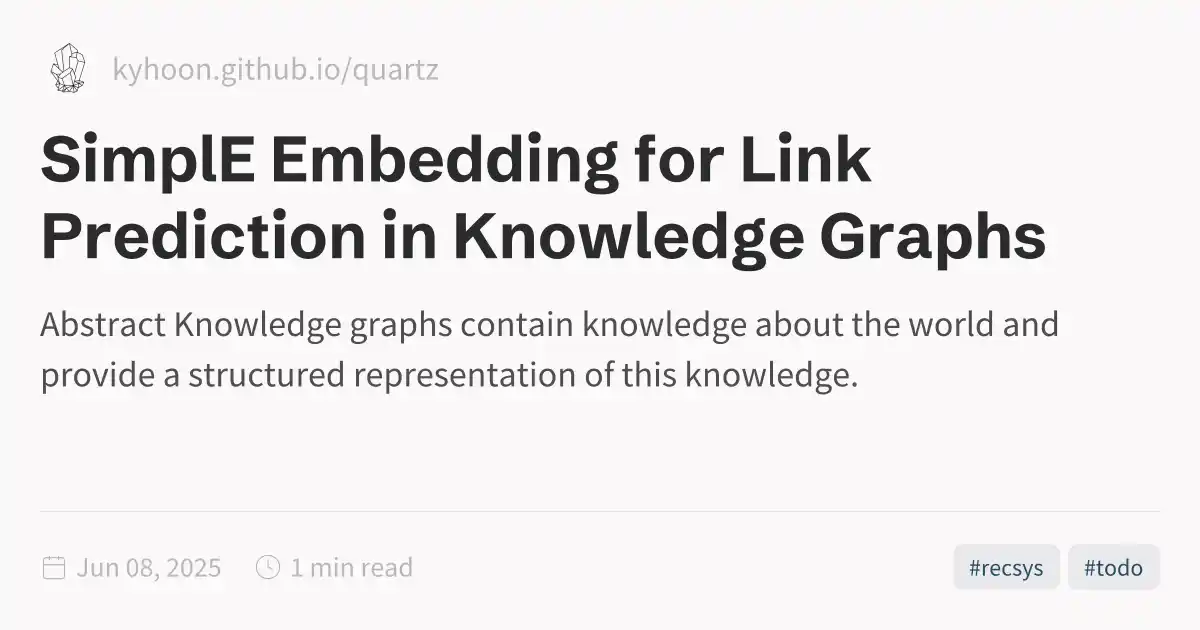 kyhoon.github.io/quartz
SimplE Embedding for Link
Prediction in Knowledge Graphs
Abstract Knowledge graphs contain knowledge about the world and
provide a structured representation of this knowledge.
Jun 08, 2025 1 min read #recsys #todo